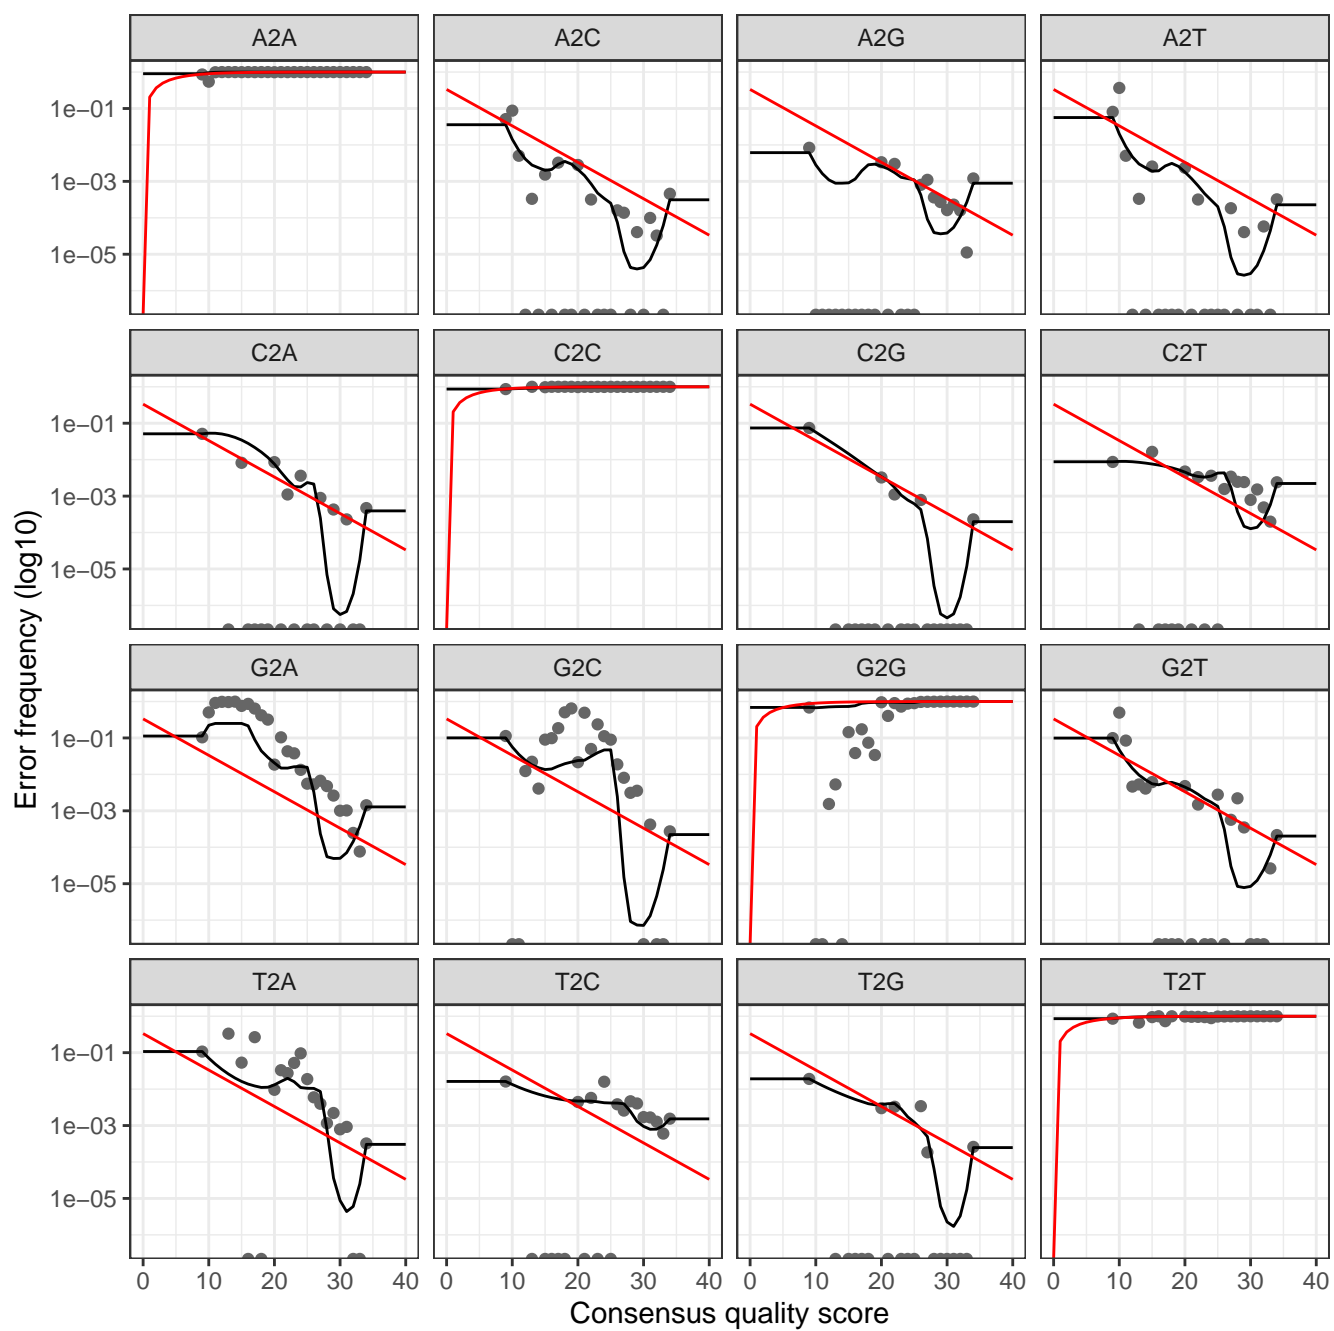 A2A A2C A2G A2T
1e−01
1e−03
1e−05
C2A C2C C2G C2T
1e−01
1e−03
1e−05
G2A G2C G2G G2T
1e−01
1e−03
1e−05
T2A T2C T2G T2T
1e−01
1e−03
1e−05
0 10 20 30 40 0 10 20 30 40 0 10 20 30 40 0 10 20 30 40
Consensus quality score
Error frequency (log10)